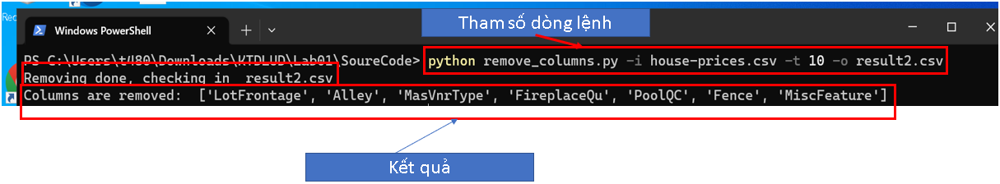 Tham số dòng lệnh
Rec
Windows PowerShell
PS C:\Users\t480\Downloads\KTDLUD\Lab01\SoureCode> python remove_columns.py -i house-prices.csv -t 10 -o result2.csv
Removing done, checking in  result2.csv
Columns are removed:  ['LotFrontage', 'Alley', 'MasVnrType', 'FireplaceQu', 'PoolQC', 'Fence', 'MiscFeature']
Kết quả